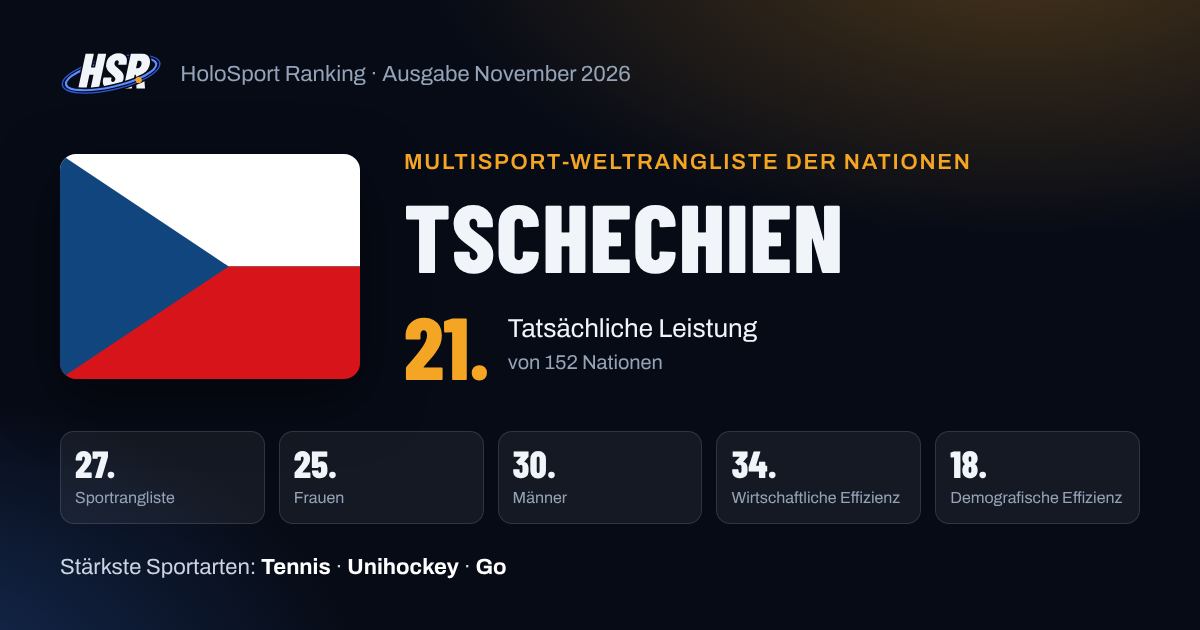 HSR
HoloSport Ranking · Ausgabe November 2026
MULTISPORT-WELTRANGLISTE DER NATIONEN
TSCHECHIEN
21.
Tatsächliche Leistung
von 152 Nationen
27.
Sportrangliste
25.
Frauen
30.
Männer
34.
Wirtschaftliche Effizienz
18.
Demografische Effizienz
Stärkste Sportarten: Tennis · Unihockey · Go